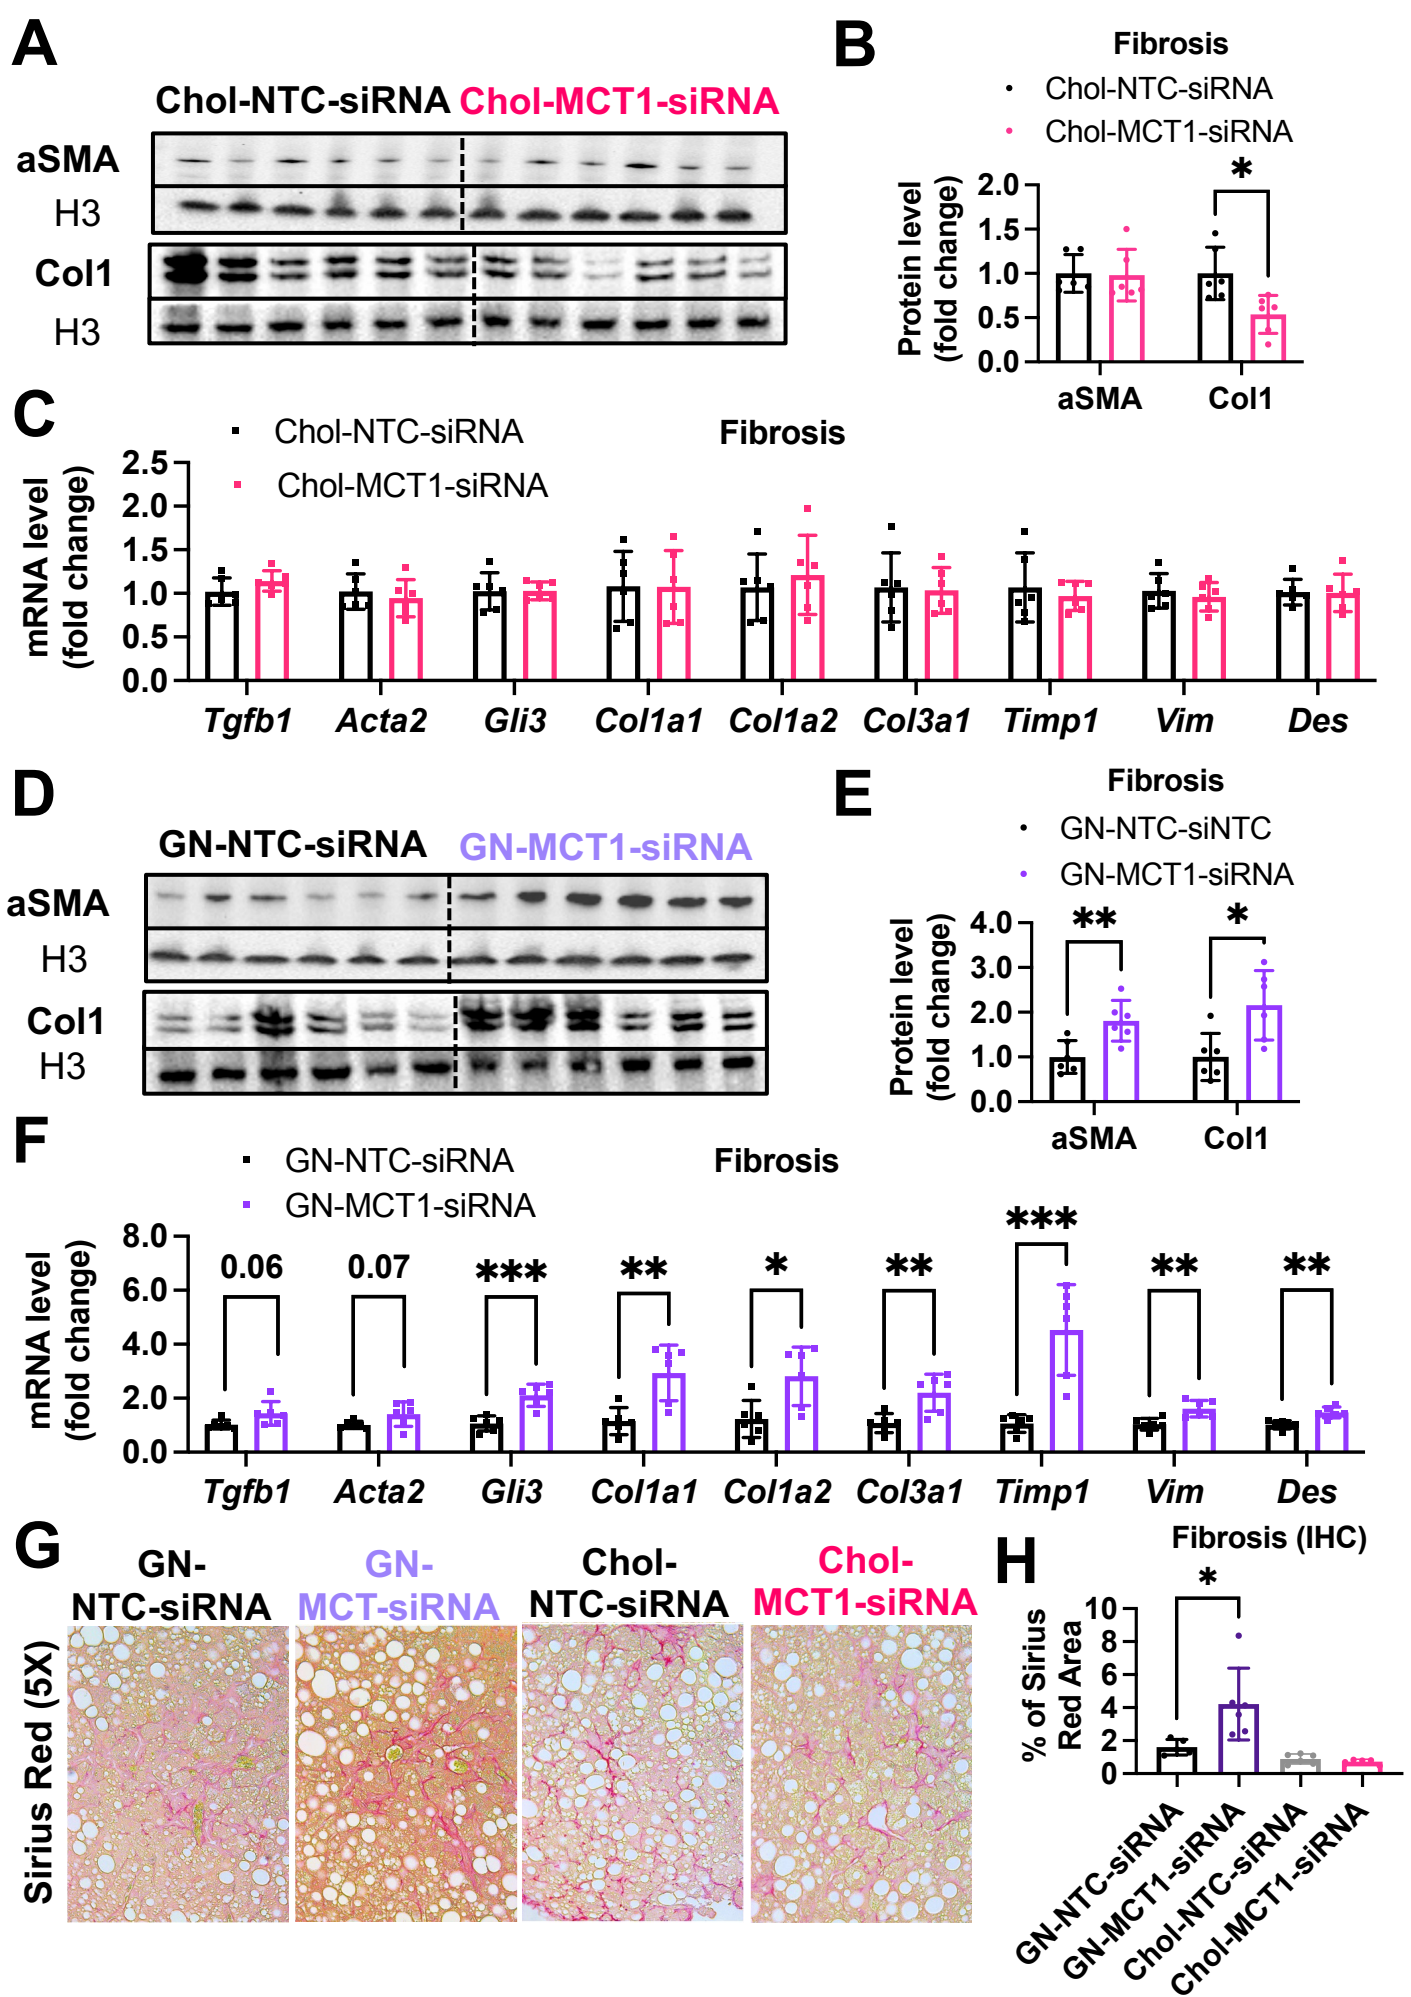 A
Chol-NTC-siRNA Chol-MCT1-siRNA
aSMA
H3
Col1
H3
B
Fibrosis
Chol-NTC-siRNA
Chol-MCT1-siRNA
*
Protein level
(fold change)
2.0
1.5
1.0
0.5
0.0
aSMA Col1
C
Chol-NTC-siRNA
Chol-MCT1-siRNA
Fibrosis
mRNA level
(fold change)
2.5
2.0
1.5
1.0
0.5
0.0
Tgfb1 Acta2 Gli3 Col1a1 Col1a2 Col3a1 Timp1 Vim Des
D
GN-NTC-siRNA GN-MCT1-siRNA
aSMA
H3
Col1
H3
E
Fibrosis
GN-NTC-siNTC
GN-MCT1-siRNA
** *
Protein level
(fold change)
4.0
3.0
2.0
1.0
0.0
aSMA Col1
F
GN-NTC-siRNA
GN-MCT1-siRNA
Fibrosis
mRNA level
(fold change)
8.0
6.0
4.0
2.0
0.0
0.06 0.07 *** ** * ** *** ** **
Tgfb1 Acta2 Gli3 Col1a1 Col1a2 Col3a1 Timp1 Vim Des
G
GN-
NTC-siRNA
GN-
MCT-siRNA
Chol-
NTC-siRNA
Chol-
MCT1-siRNA
Sirius Red (5X)
H
Fibrosis (IHC)
*
% of Sirius
Red Area
10
8
6
4
2
0
GN-NTC-siRNA
GN-MCT1-siRNA
Chol-NTC-siRNA
Chol-MCT1-siRNA